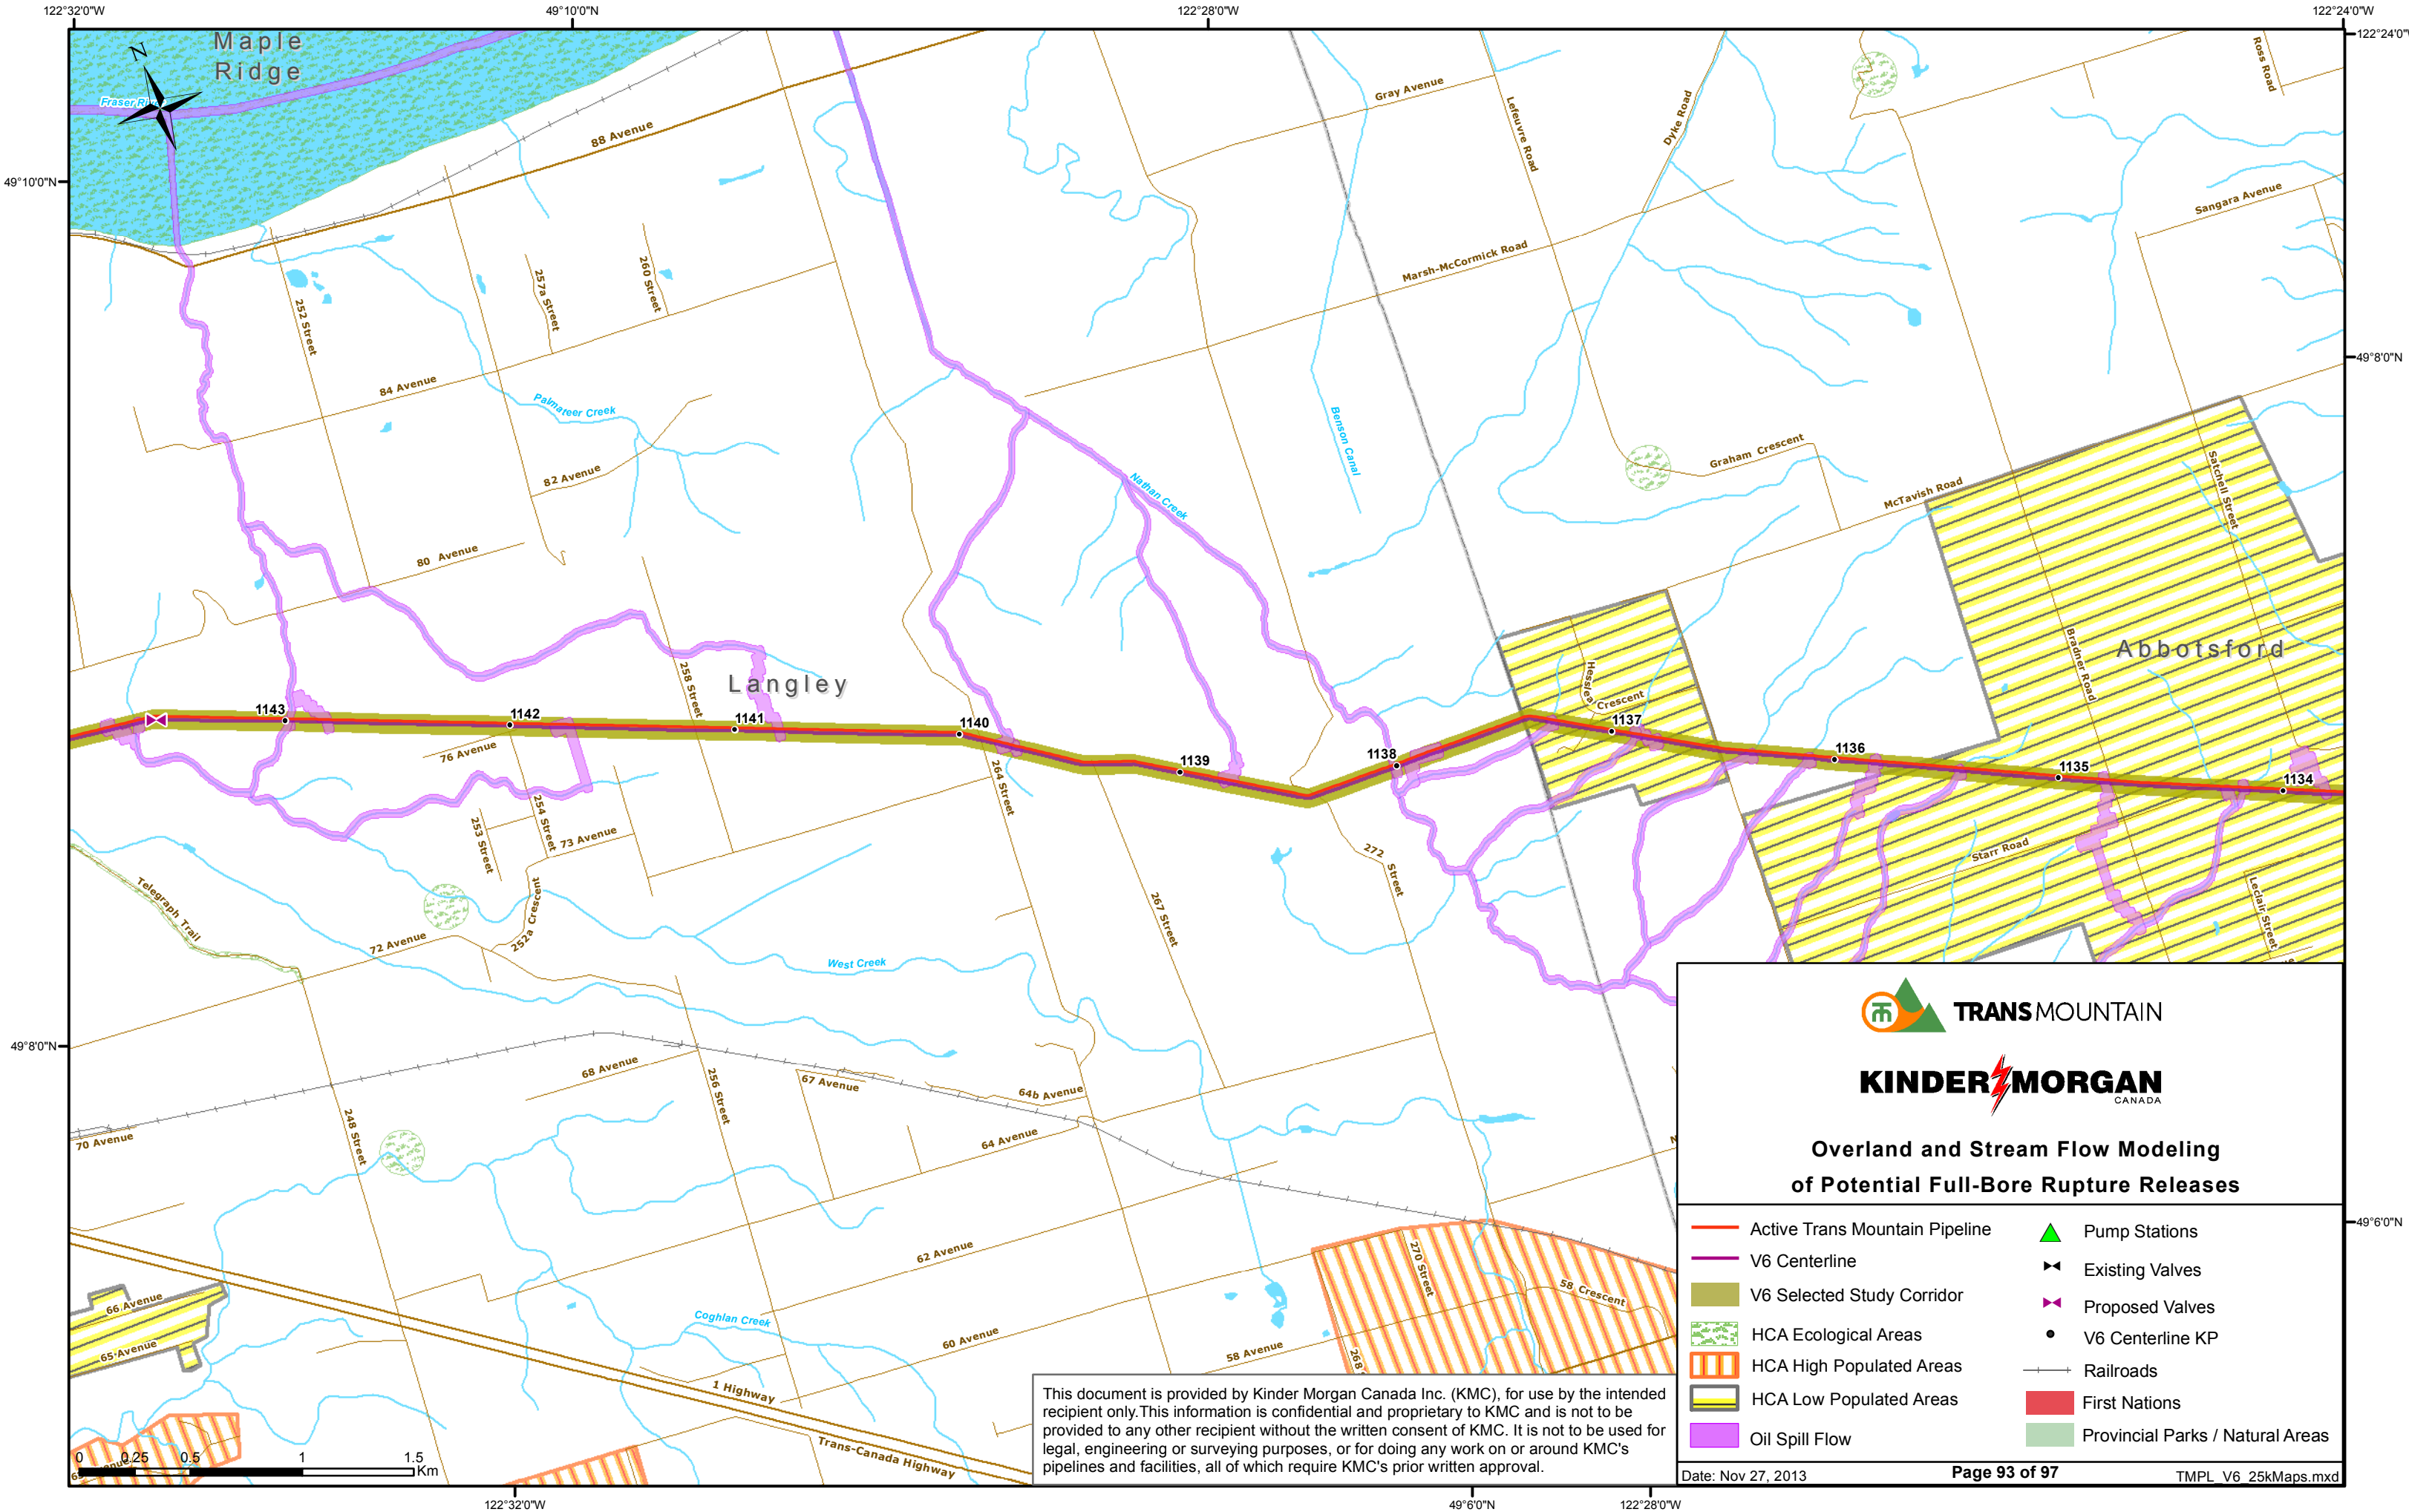 122°32'0"W
49°10'0"N
122°28'0"W
122°24'0"W
122°24'0"W
Maple
Ridge
N
Fraser
88 Avenue
Gray Avenue
Lefeuvre Road
Dyke Road
Ross Road
49°10'0"N
Sangara Avenue
252 Street
257a Street
260 Street
Marsh-McCormick Road
49°8'0"N
84 Avenue
Palmateer Creek
82 Avenue
Benson Canal
Nathan Creek
Graham Crescent
McTavish Road
Satchell Street
80 Avenue
258 Street
Langley
Hesslea
Crescent
Bradner Road
Abbotsford
1143
1142
1141
1140
1139
1138
1137
1136
1135
1134
76 Avenue
264 Street
254 Street
253 Street
73 Avenue
272 Street
Starr Road
Leclair Street
Telegraph Trail
252a Crescent
267 Street
72 Avenue
West Creek
49°8'0"N
68 Avenue
67 Avenue
64b Avenue
256 Street
248 Street
70 Avenue
64 Avenue
62 Avenue
270 Street
58 Crescent
66 Avenue
65 Avenue
Coghlan Creek
60 Avenue
58 Avenue
268
1 Highway
Trans-Canada Highway
49°6'0"N
0 0.25 0.5 1 1.5
Km
This document is provided by Kinder Morgan Canada Inc. (KMC), for use by the intended
recipient only.This information is confidential and proprietary to KMC and is not to be
provided to any other recipient without the written consent of KMC. It is not to be used for
legal, engineering or surveying purposes, or for doing any work on or around KMC's
pipelines and facilities, all of which require KMC's prior written approval.
TRANSMOUNTAIN
KINDER MORGAN
CANADA
Overland and Stream Flow Modeling
of Potential Full-Bore Rupture Releases
Active Trans Mountain Pipeline
V6 Centerline
V6 Selected Study Corridor
HCA Ecological Areas
HCA High Populated Areas
HCA Low Populated Areas
Oil Spill Flow
Pump Stations
Existing Valves
Proposed Valves
V6 Centerline KP
Railroads
First Nations
Provincial Parks / Natural Areas
Date: Nov 27, 2013
Page 93 of 97
TMPL_V6_25kMaps.mxd
122°32'0"W
49°6'0"N
122°28'0"W